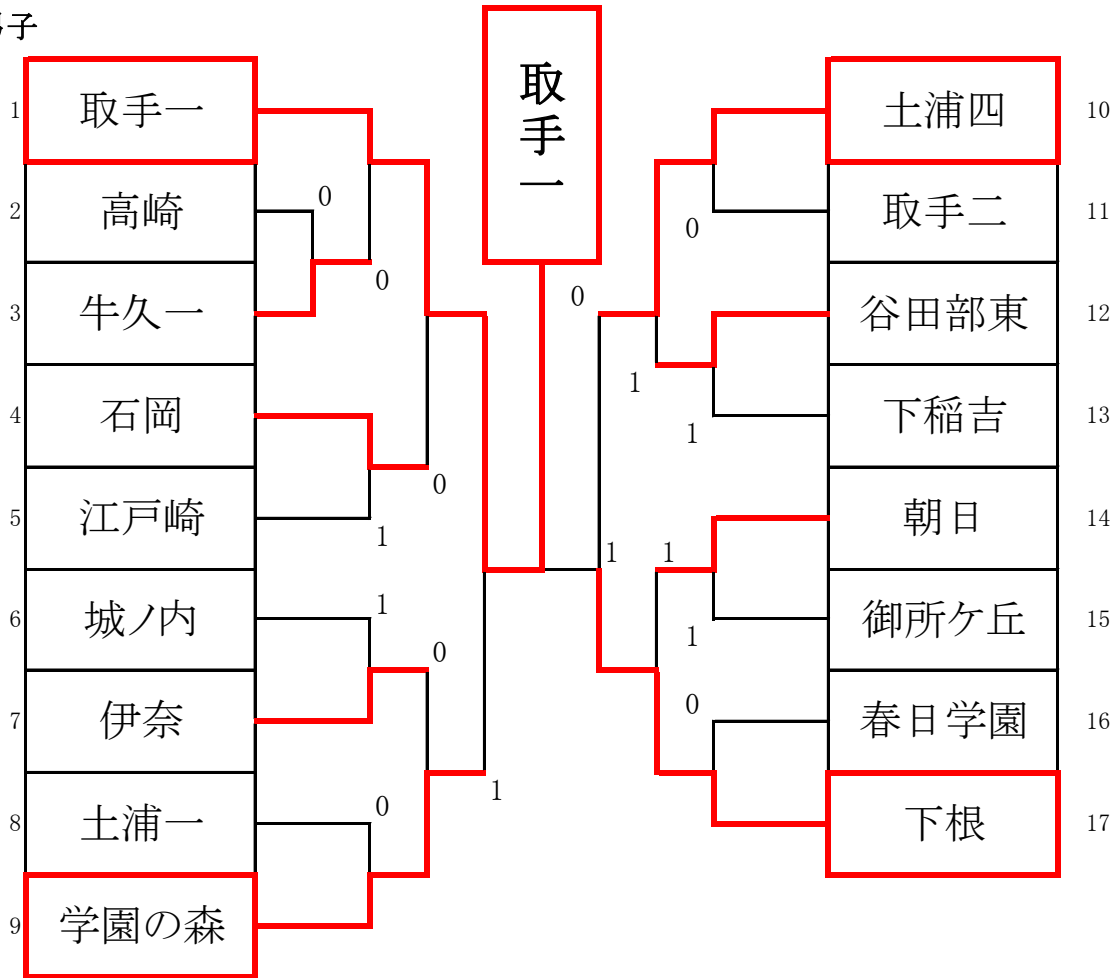 子
取手一
1 取手一
2 高崎 0
3 牛久一 0
4 石岡 0
5 江戸崎 1
6 城ノ内 1
7 伊奈 0
8 土浦一 0
9 学園の森
1
0
1
土浦四 10
0 取手二 11
谷田部東 12
1
1 下稲吉 13
朝日 14
1
1 御所ケ丘 15
0 春日学園 16
下根 17